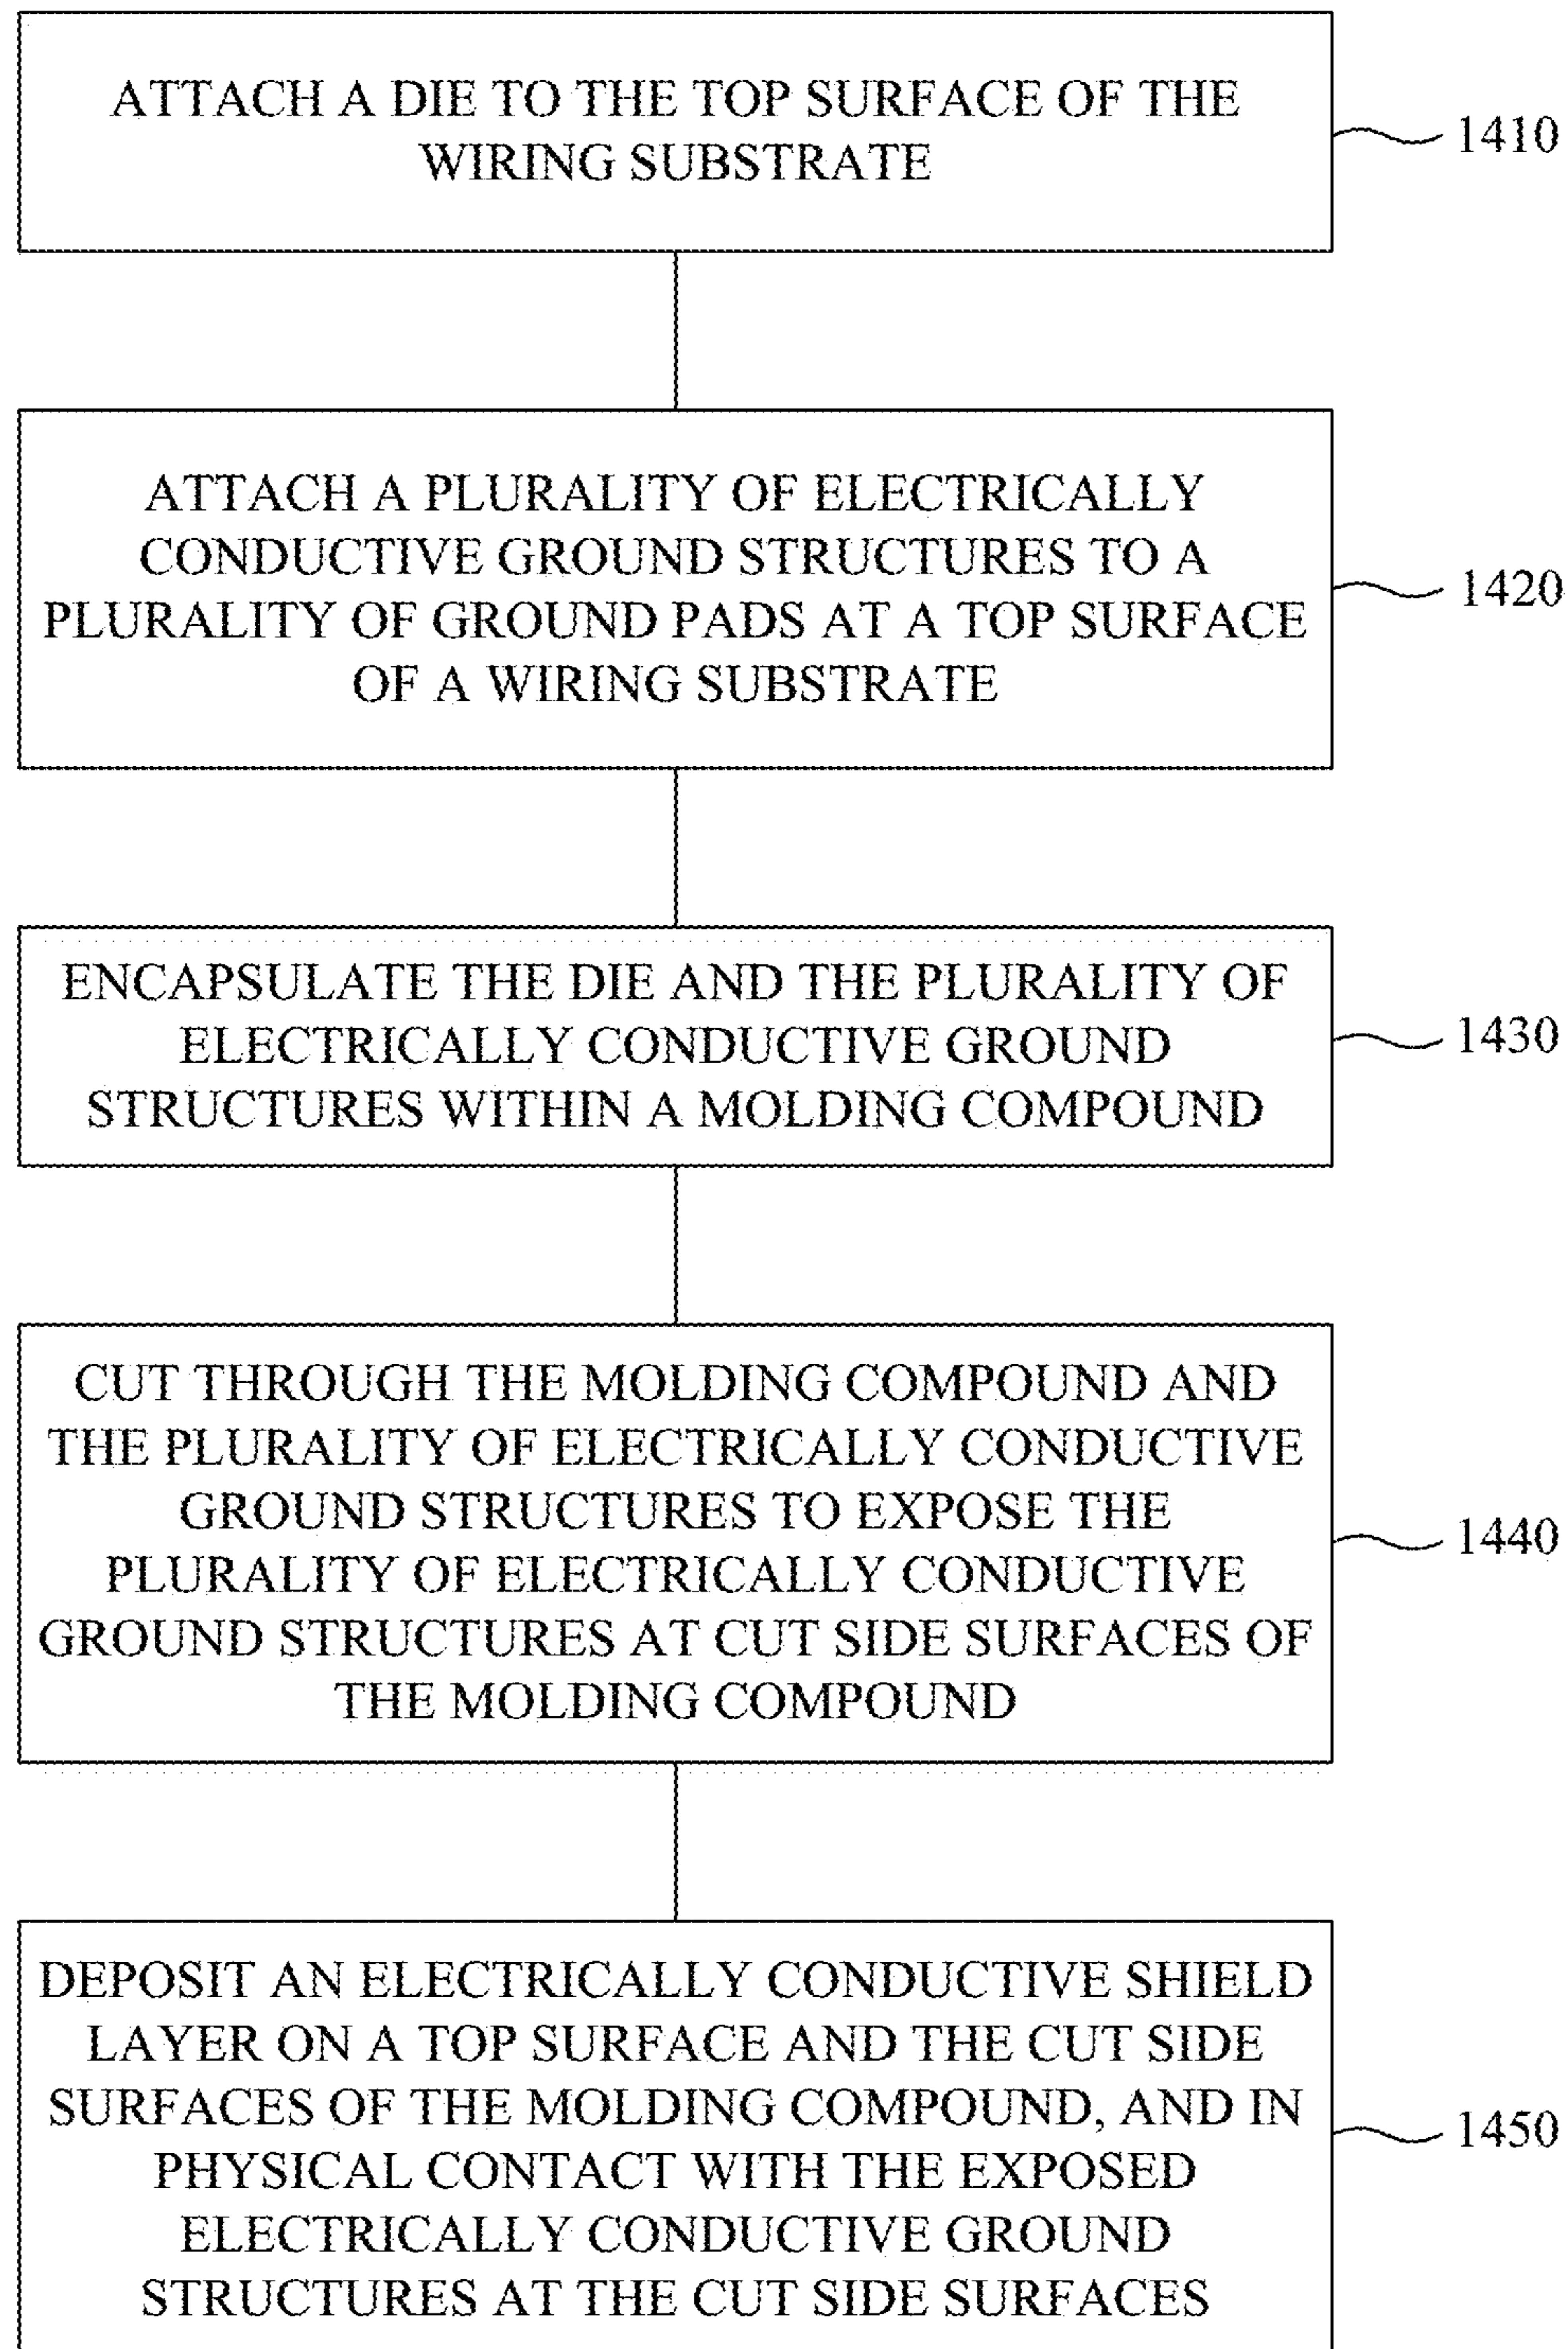 ATTACH A DIE TO THE TOP SURFACE OF THE
WIRING SUBSTRATE
1410
ATTACH A PLURALITY OF ELECTRICALLY
CONDUCTIVE GROUND STRUCTURES TO A
PLURALITY OF GROUND PADS AT A TOP SURFACE
OF A WIRING SUBSTRATE
1420
ENCAPSULATE THE DIE AND THE PLURALITY OF
ELECTRICALLY CONDUCTIVE GROUND
STRUCTURES WITHIN A MOLDING COMPOUND
1430
CUT THROUGH THE MOLDING COMPOUND AND
THE PLURALITY OF ELECTRICALLY CONDUCTIVE
GROUND STRUCTURES TO EXPOSE THE
PLURALITY OF ELECTRICALLY CONDUCTIVE
GROUND STRUCTURES AT CUT SIDE SURFACES OF
THE MOLDING COMPOUND
1440
DEPOSIT AN ELECTRICALLY CONDUCTIVE SHIELD
LAYER ON A TOP SURFACE AND THE CUT SIDE
SURFACES OF THE MOLDING COMPOUND, AND IN
PHYSICAL CONTACT WITH THE EXPOSED
ELECTRICALLY CONDUCTIVE GROUND
STRUCTURES AT THE CUT SIDE SURFACES
1450